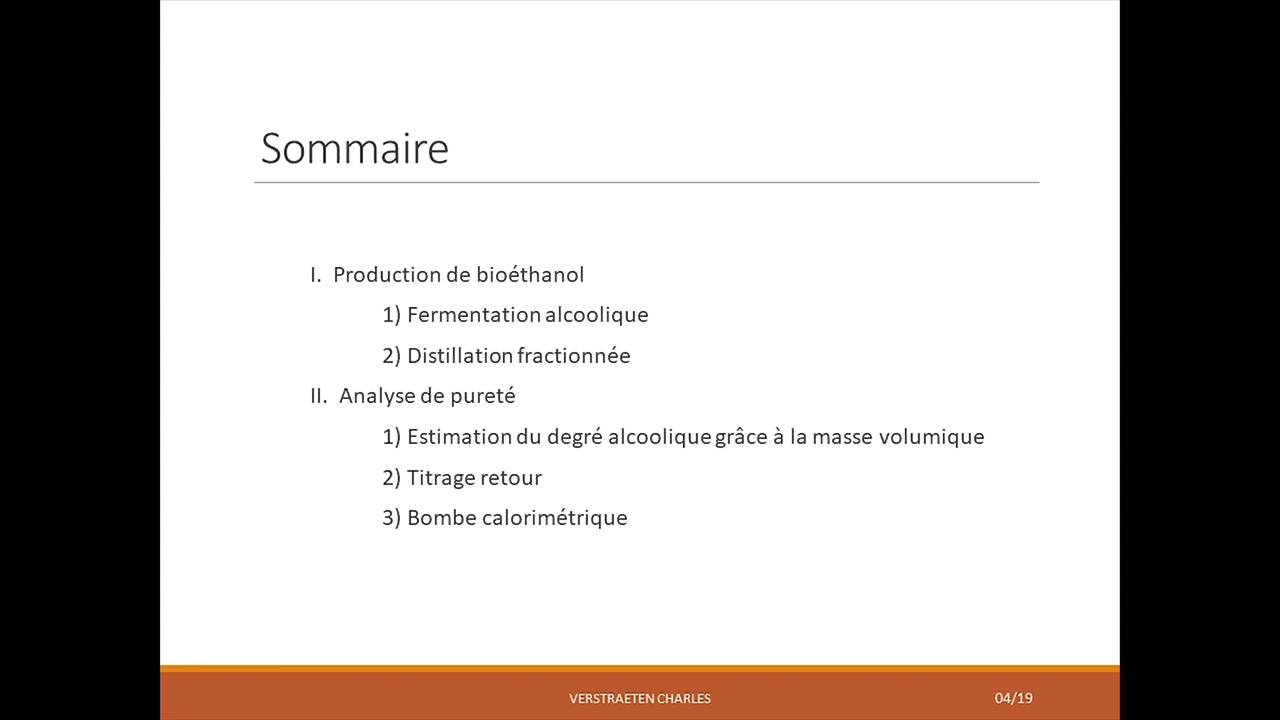 Sommaire
I. Production de bioéthanol
1) Fermentation alcoolique
2) Distillation fractionnée
II. Analyse de pureté
1) Estimation du degré alcoolique grâce à la masse volumique
2) Titrage retour
3) Bombe calorimétrique
VERSTRAETEN CHARLES
04/19